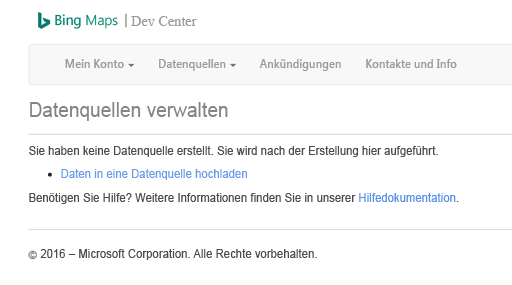 Bing Maps | Dev Center
Mein Konto Datenquellen Ankündigungen Kontakte und Info
Datenquellen verwalten
Sie haben keine Datenquelle erstellt. Sie wird nach der Erstellung hier aufgeführt.
• Daten in eine Datenquelle hochladen
Benötigen Sie Hilfe? Weitere Informationen finden Sie in unserer Hilfedokumentation.
© 2016 – Microsoft Corporation. Alle Rechte vorbehalten.